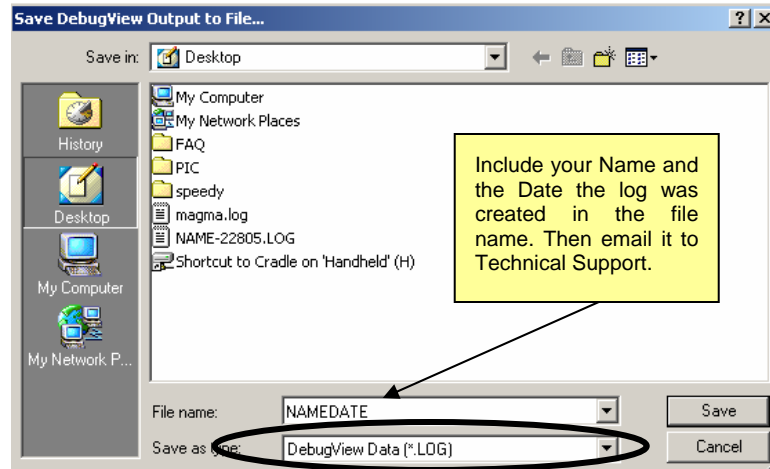 Save DebugView Output to File...
Save in:
Desktop
History
Desktop
My Computer
My Network P...
My Computer
My Network Places
FAQ
PIC
speedy
magma.log
NAME-22805.LOG
Shortcut to Cradle on 'Handheld' (H)
Include your Name and
the Date the log was
created in the file
name. Then email it to
Technical Support.
File name:
NAMEDATE
Save
Save as type:
DebugView Data (*.LOG)
Cancel